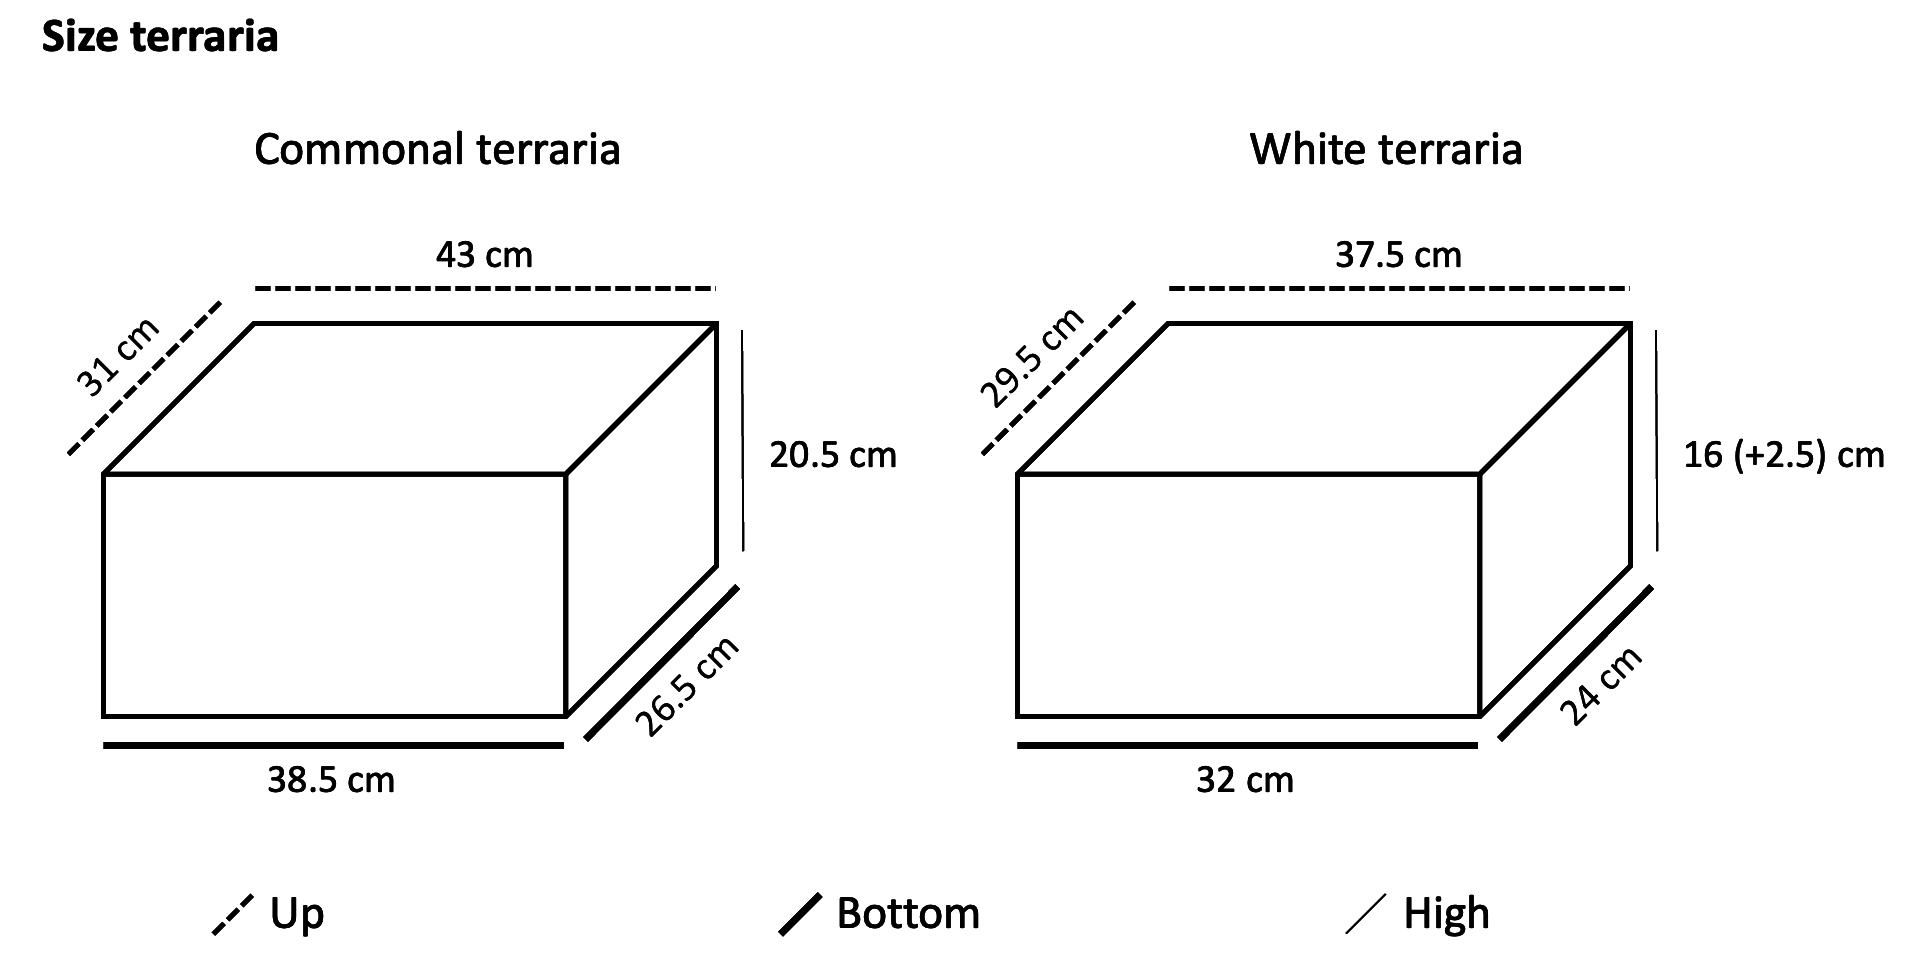 Size terraria
Commonal terraria
White terraria
43 cm
37.5 cm
31 cm
29.5 cm
20.5 cm
16 (+2.5) cm
26.5 cm
24 cm
38.5 cm
32 cm
Up
Bottom
High